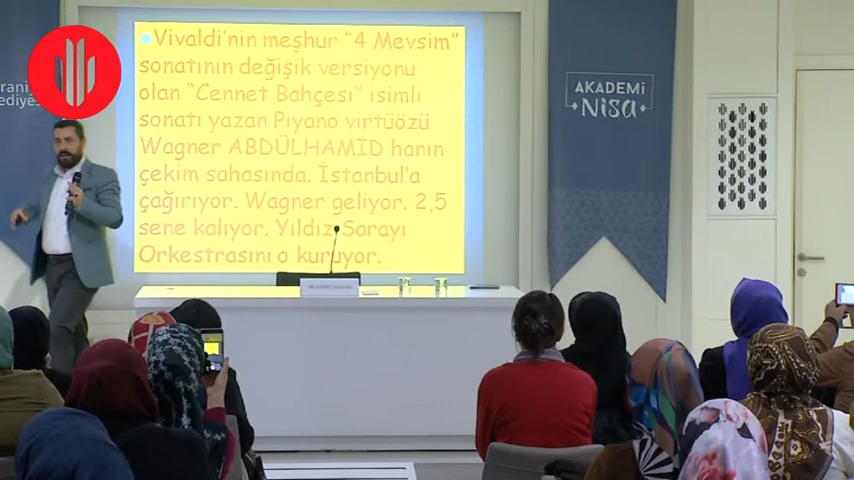 Vivaldi'nin meşhur "4 Mevsim"
sonatının değişik versiyonu
olan "Cennet Bahçesi" isimli
sonatı yazan Piyano virtüözü
Wagner ABDÜLHAMİD hanın
çekim sahasında. İstanbul'a
çağırıyor. Wagner geliyor. 2,5
sene kalıyor. Yıldız Sarayı
Orkestrasını o kuruyor.
AKADEMİ
NİSA